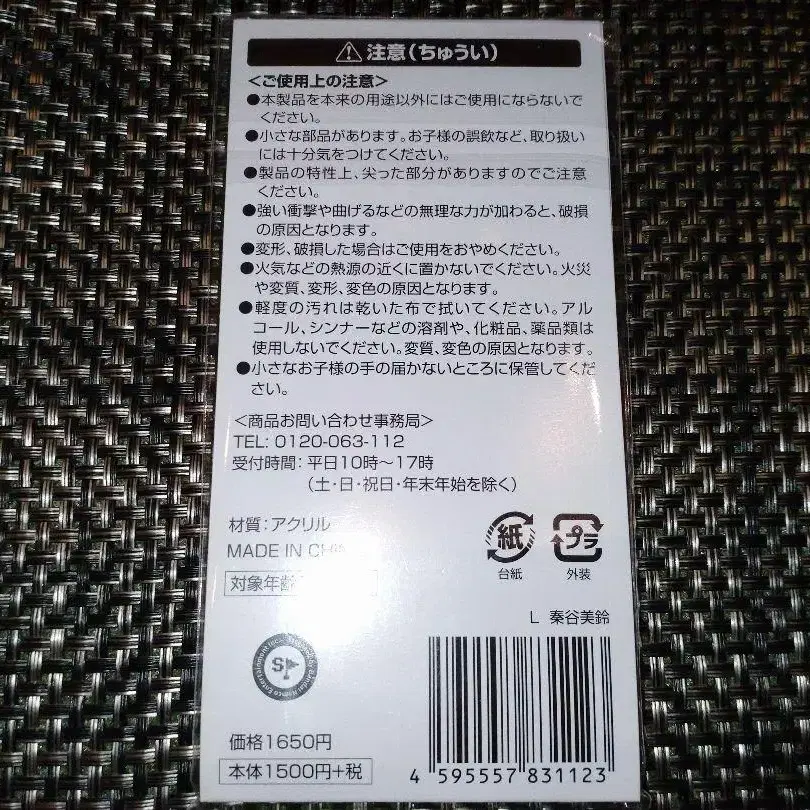 注意(ちゅうい)
<ご使用上の注意>
●本製品を本来の用途以外にはご使用にならないで
ください。
●小さな部品があります。お子様の誤飲など、取り扱い
には十分気をつけてください。
●製品の特性上、尖った部分がありますのでご注意
ください。
●強い衝撃や曲げるなどの無理な力が加わると、破損
の原因となります。
●変形、破損した場合はご使用をおやめください。
●火気などの熱源の近くに置かないでください。火災
や変質、変形、変色の原因となります。
●軽度の汚れは乾いた布で拭いてください。アル
コール、シンナーなどの溶剤や、化粧品、薬品類は
使用しないでください。変質、変色の原因となります。
●小さなお子様の手の届かないところに保管してくだ
さい。
<商品お問い合わせ事務局>
TEL: 0120-063-112
受付時間：平日10時～17時
(土・日・祝日・年末年始を除く)
材質：アクリル
MADE IN
対象年齢
紙
台紙
プラ
外装
L 秦谷美鈴
価格1650円
本体1500円+税
4 595557 831123